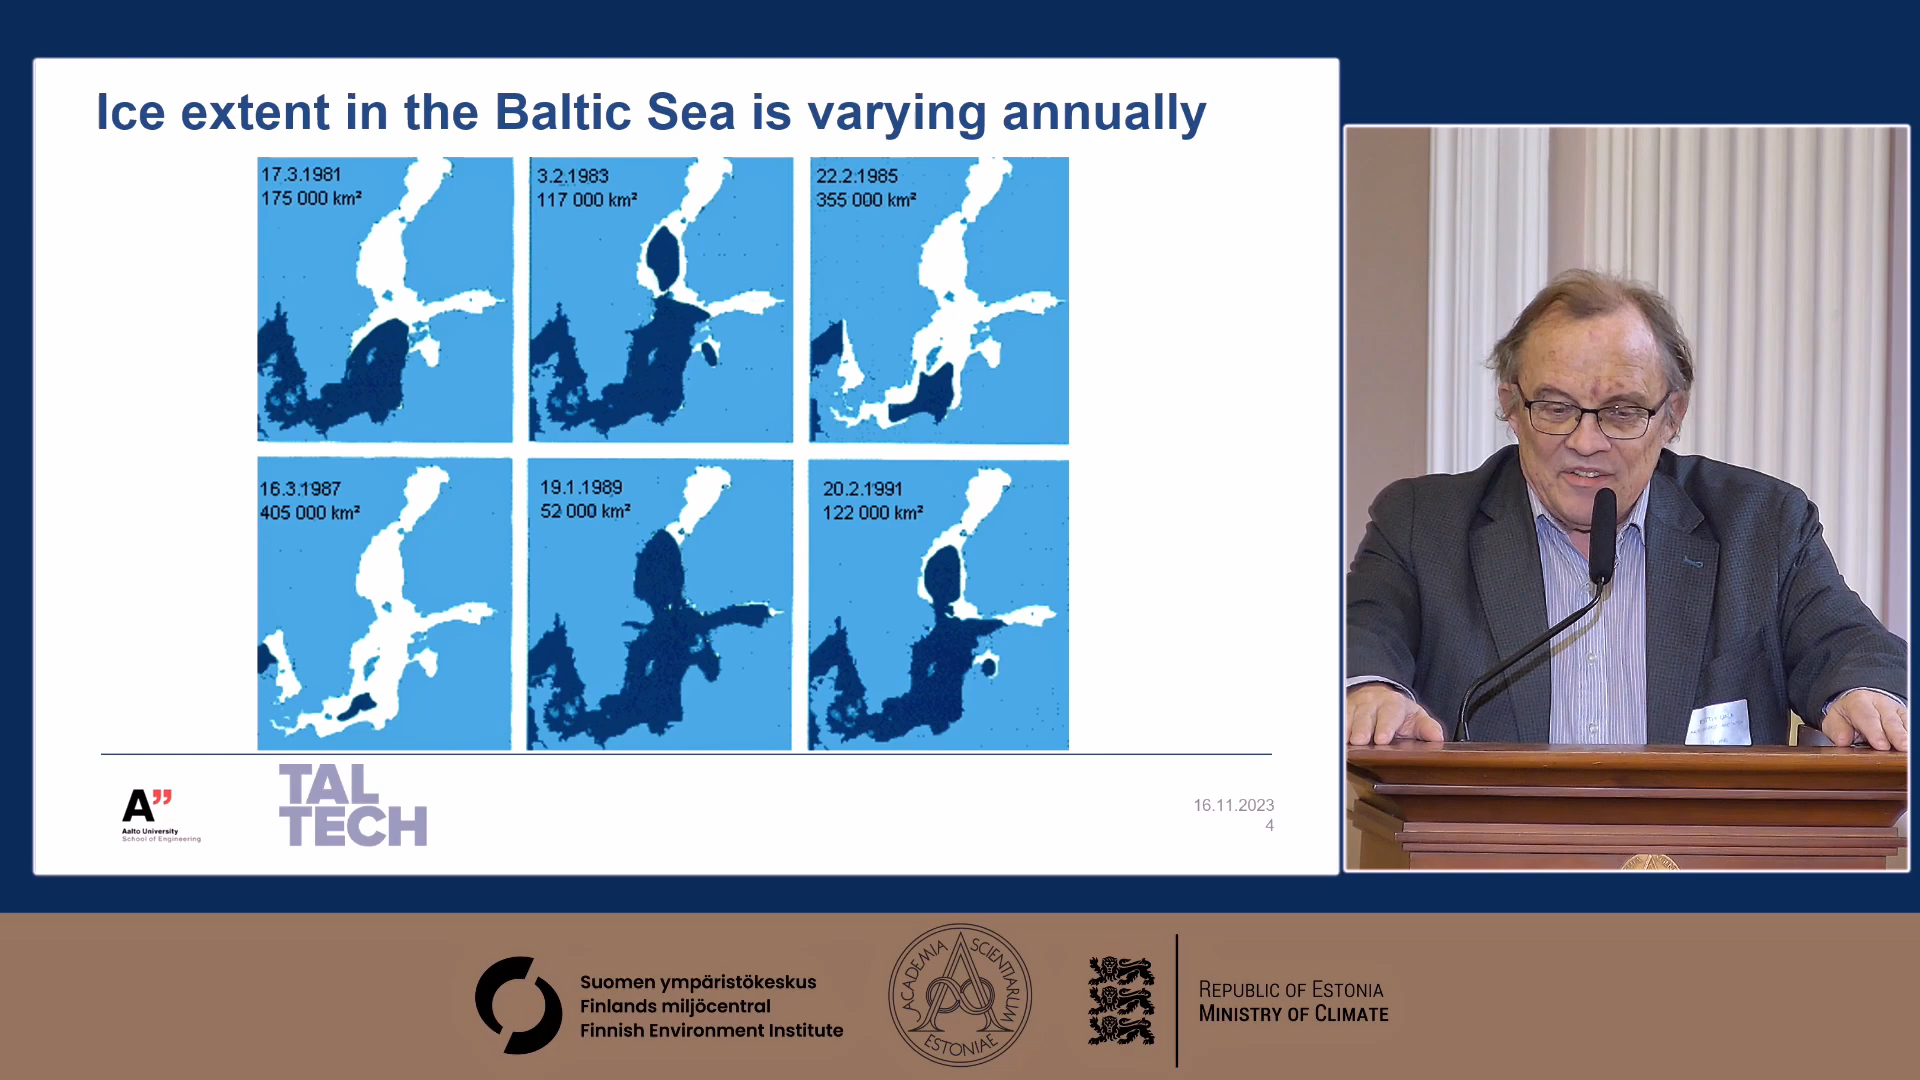 Ice extent in the Baltic Sea is varying annually
17.3.1981
175 000 km²
3.2.1983
117 000 km²
22.2.1985
355 000 km²
16.3.1987
405 000 km²
19.1.1989
52 000 km²
20.2.1991
122 000 km²
A”
Aalto University
School of Engineering
TAL
TECH
16.11.2023
4
Suomen ympäristökeskus
Finlands miljöcentral
Finnish Environment Institute
ACADEMIA SCIENTIARUM
ESTONIAE
REPUBLIC OF ESTONIA
MINISTRY OF CLIMATE